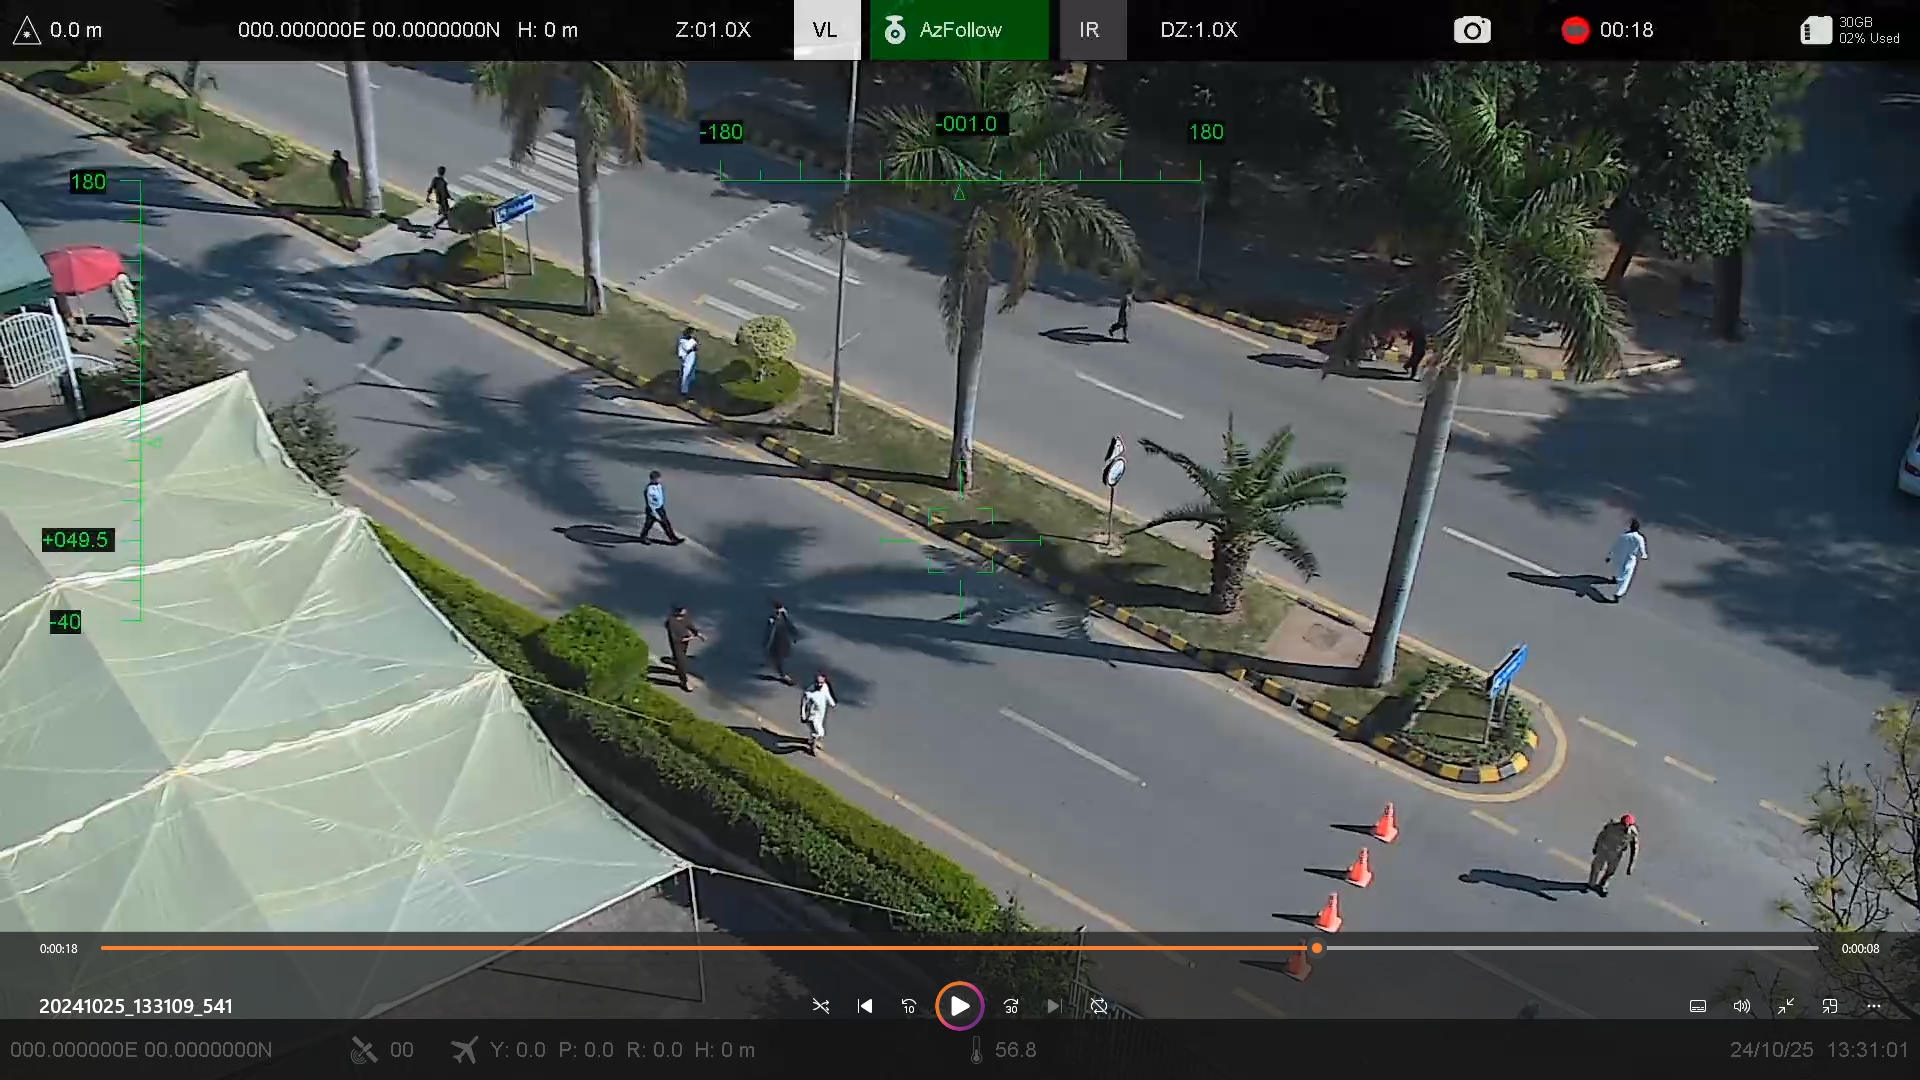 0.0 m 000.000000E 00.0000000N H: 0 m Z:01.0X VL AzFollow IR DZ:1.0X 00:18 30GB
02% Used
-180 -001.0 180
180
+049.5
-40
0:00:18 0:00:08
20241025_133109_541 10 30
000.000000E 00.0000000N 00 Y: 0.0 P: 0.0 R: 0.0 H: 0 m 56.8 24/10/25 13:31:01